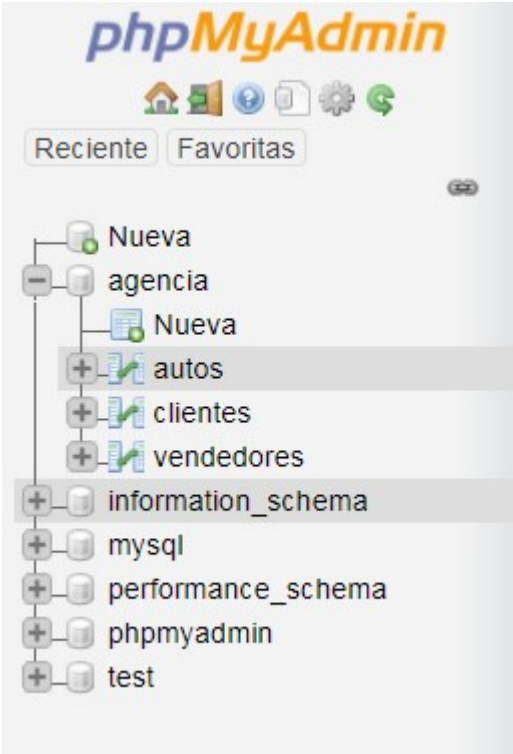 phpMyAdmin
Reciente Favoritas
Nueva
agencia
Nueva
autos
clientes
vendedores
information_schema
mysql
performance_schema
phpmyadmin
test